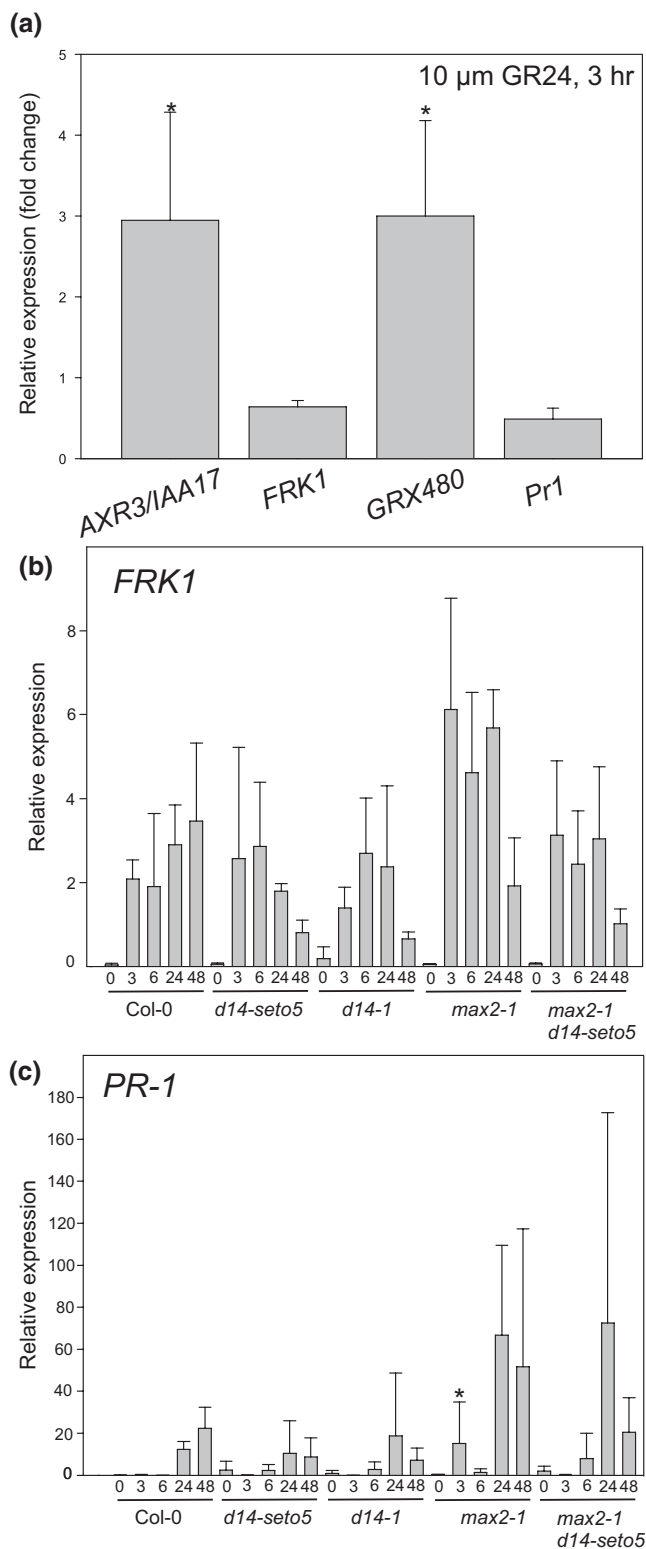 (a)
5
4
3
2
1
0
Relative expression (fold change)
10 µm GR24, 3 hr
*
*
AXR3/IAA17 FRK1 GRX480 Pr1
(b)
FRK1
8
6
4
2
0
Relative expression
0 3 6 24 48 0 3 6 24 48 0 3 6 24 48 0 3 6 24 48 0 3 6 24 48
Col-0 d14-seto5 d14-1 max2-1 max2-1
d14-seto5
(c)
PR-1
180
160
140
120
100
80
60
40
20
0
Relative expression
*
0 3 6 24 48 0 3 6 24 48 0 3 6 24 48 0 3 6 24 48 0 3 6 24 48
Col-0 d14-seto5 d14-1 max2-1 max2-1
d14-seto5